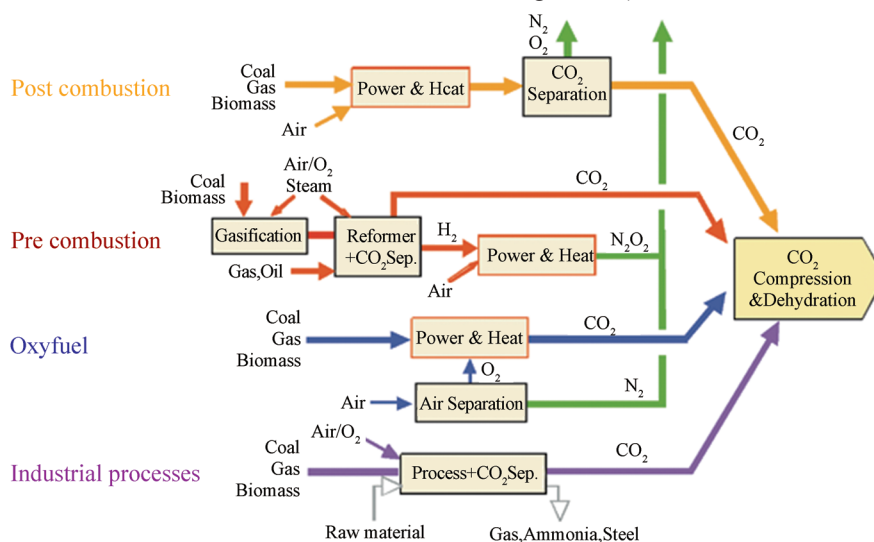 N₂
O₂
Post combustion
Coal
Gas
Biomass
Air
Power & Hcat
CO₂
Separation
CO₂
Pre combustion
Coal
Biomass
Air/O₂
Steam
Gasification
Gas,Oil
Reformer
+CO₂Sep.
CO₂
H₂
Air
Power & Heat
N₂O₂
CO₂
Compression
&Dehydration
Oxyfuel
Coal
Gas
Biomass
Power & Heat
CO₂
O₂
Air
Air Separation
N₂
Industrial processes
Air/O₂
Coal
Gas
Biomass
Process+CO₂Sep.
CO₂
Raw material
Gas,Ammonia,Steel